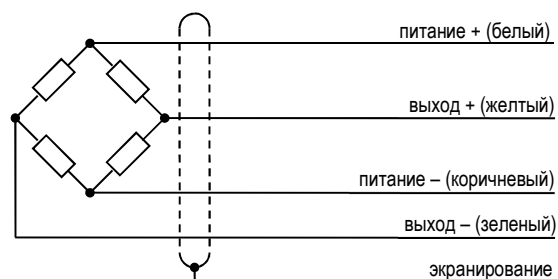 питание + (белый)
выход + (желтый)
питание – (коричневый)
выход – (зеленый)
экранирование